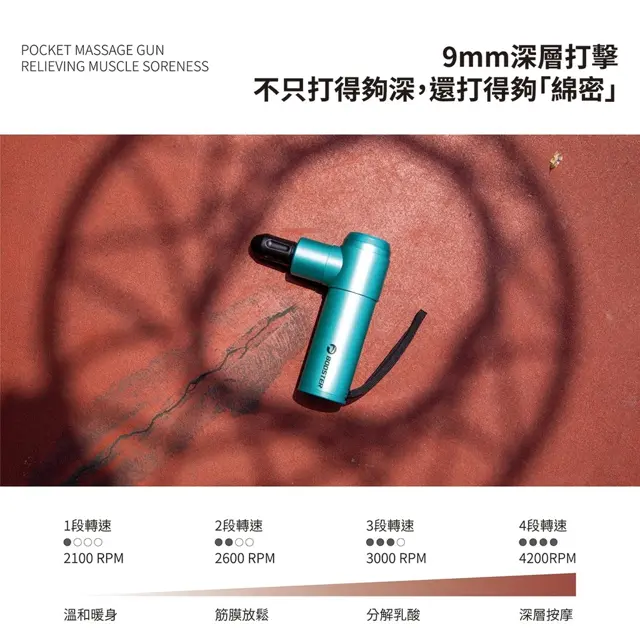 POCKET MASSAGE GUN
RELIEVING MUSCLE SORENESS
9mm深層打擊
不只打得夠深，還打得夠「綿密」
BOOSTER
1段轉速
2100 RPM
2段轉速
2600 RPM
3段轉速
3000 RPM
4段轉速
4200RPM
溫和暖身
筋膜放鬆
分解乳酸
深層按摩